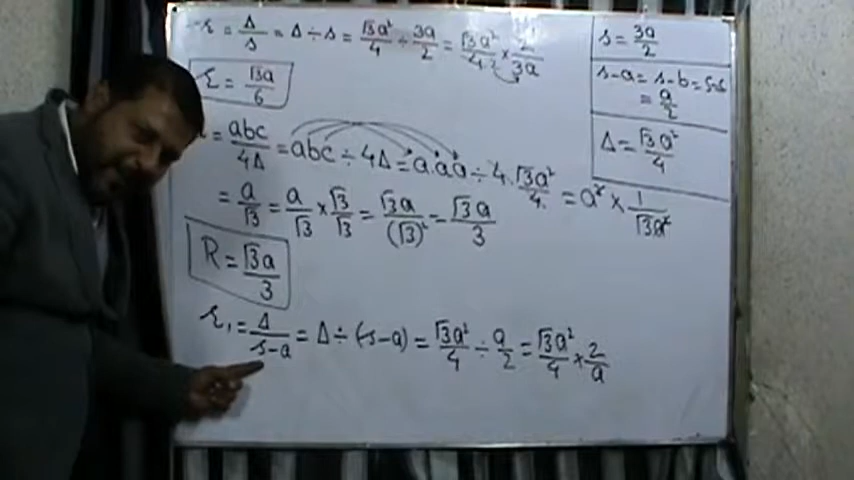 r = Δ/s = Δ ÷ s = √3a²/4 ÷ 3a/2 = √3a²/4 × 2/3a
r = √3a/6
= abc/4Δ = abc ÷ 4Δ = a.a.a ÷ 4.√3a²/4 = a³ × 1/√3a²
= a/√3 = a/√3 × √3/√3 = √3a/(√3)² = √3a/3
R = √3a/3
r₁ = Δ/s-a = Δ ÷ (s-a) = √3a²/4 ÷ a/2 = √3a²/4 × 2/a
s = 3a/2
s-a = s-b = s-c
= a/2
Δ = √3a²/4